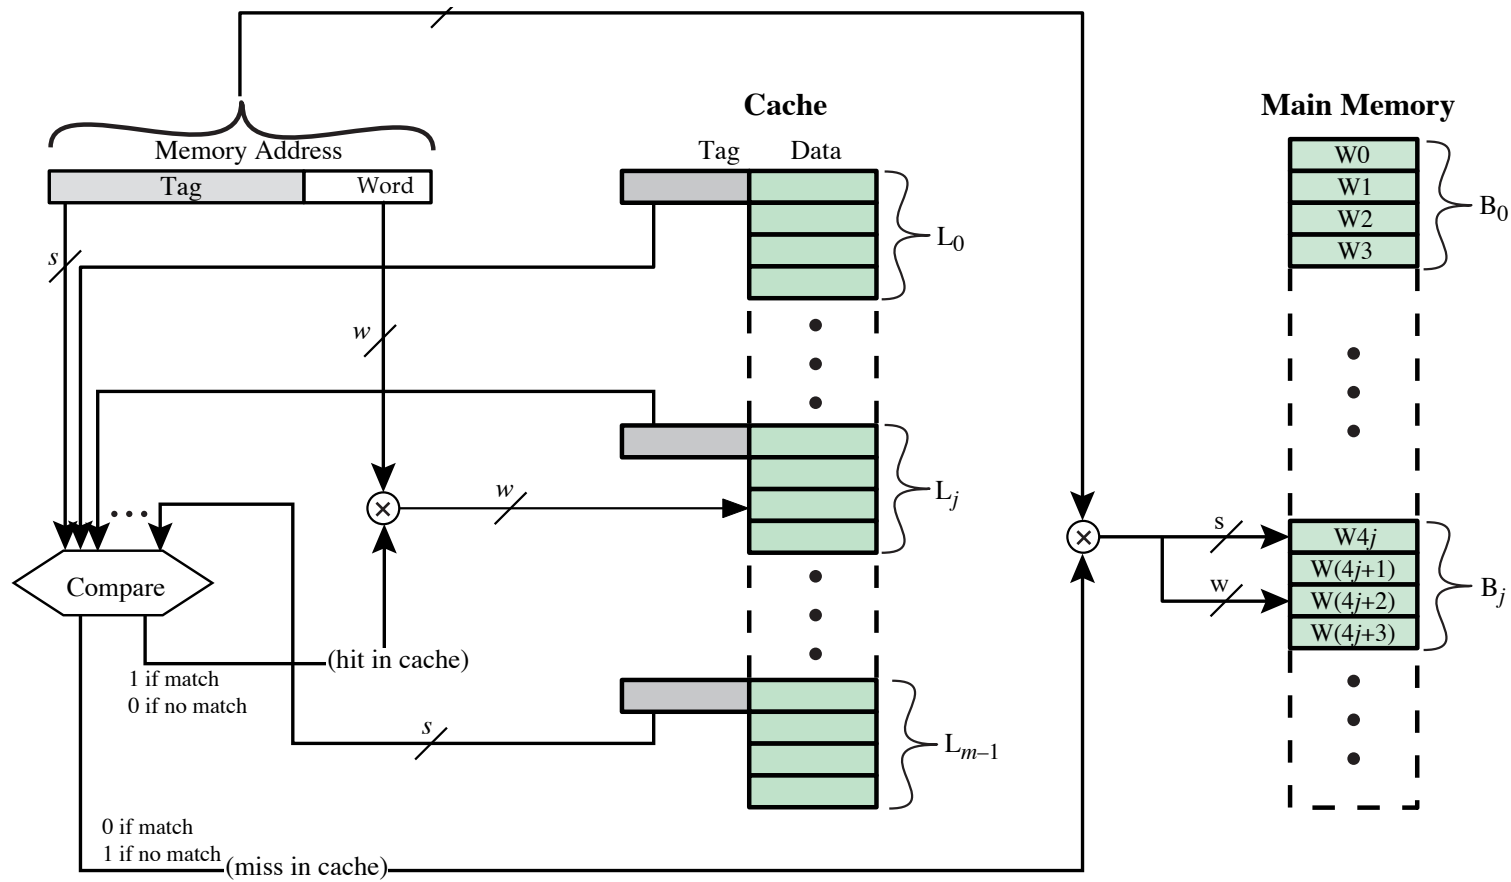 Cache
Main Memory
Memory Address
Tag
Data
Tag
Word
W0
W1
W2
W3
B0
L0
s
w
w
Lj
Compare
s
w
W4j
W(4j+1)
W(4j+2)
W(4j+3)
Bj
(hit in cache)
1 if match
0 if no match
s
Lm–1
0 if match
1 if no match
(miss in cache)